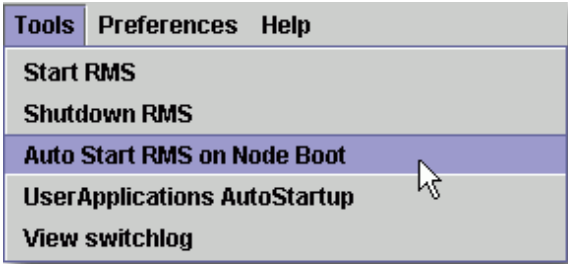 Tools Preferences Help
Start RMS
Shutdown RMS
Auto Start RMS on Node Boot
UserApplications AutoStartup
View switchlog